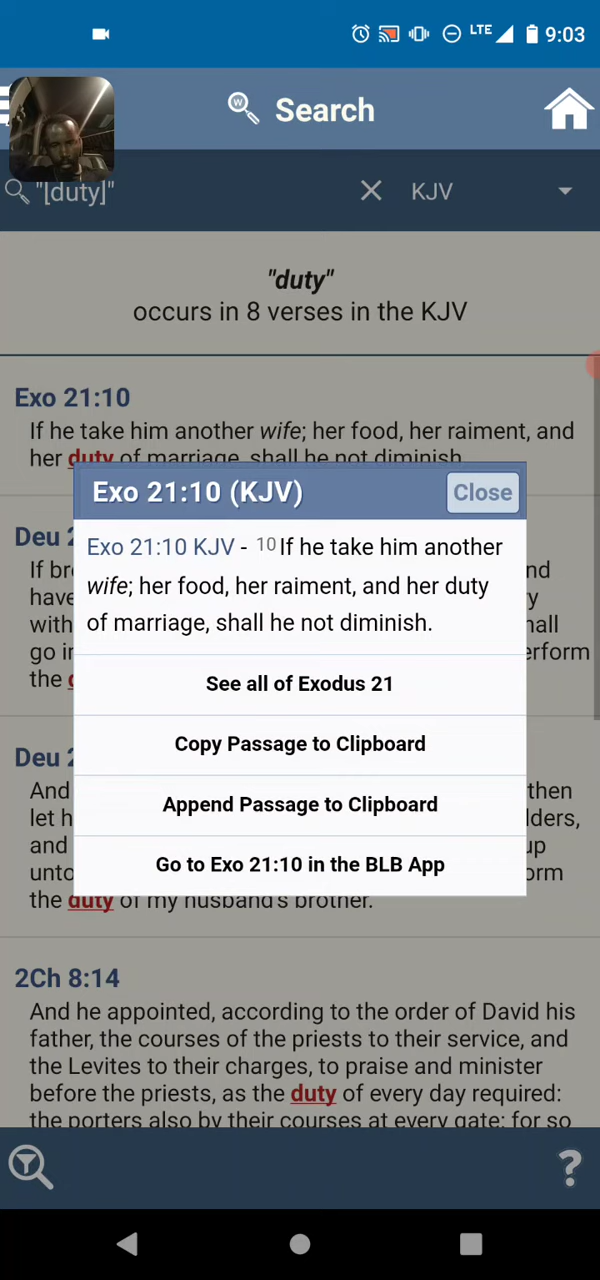 LTE 9:03
W Search
"[duty]" KJV
"duty"
occurs in 8 verses in the KJV
Exo 21:10
If he take him another wife; her food, her raiment, and
her duty of marriage, shall he not diminish.
Exo 21:10 (KJV) Close
Exo 21:10 KJV - 10 If he take him another
wife; her food, her raiment, and her duty
of marriage, shall he not diminish.
See all of Exodus 21
Copy Passage to Clipboard
Append Passage to Clipboard
Go to Exo 21:10 in the BLB App
Deu 2
If br nd
have y
with hall
go in erform
the
Deu 2
And then
let h lders,
and up
unto orm
the duty of my husband's brother.
2Ch 8:14
And he appointed, according to the order of David his
father, the courses of the priests to their service, and
the Levites to their charges, to praise and minister
before the priests, as the duty of every day required:
the porters also by their courses at every gate: for so
?